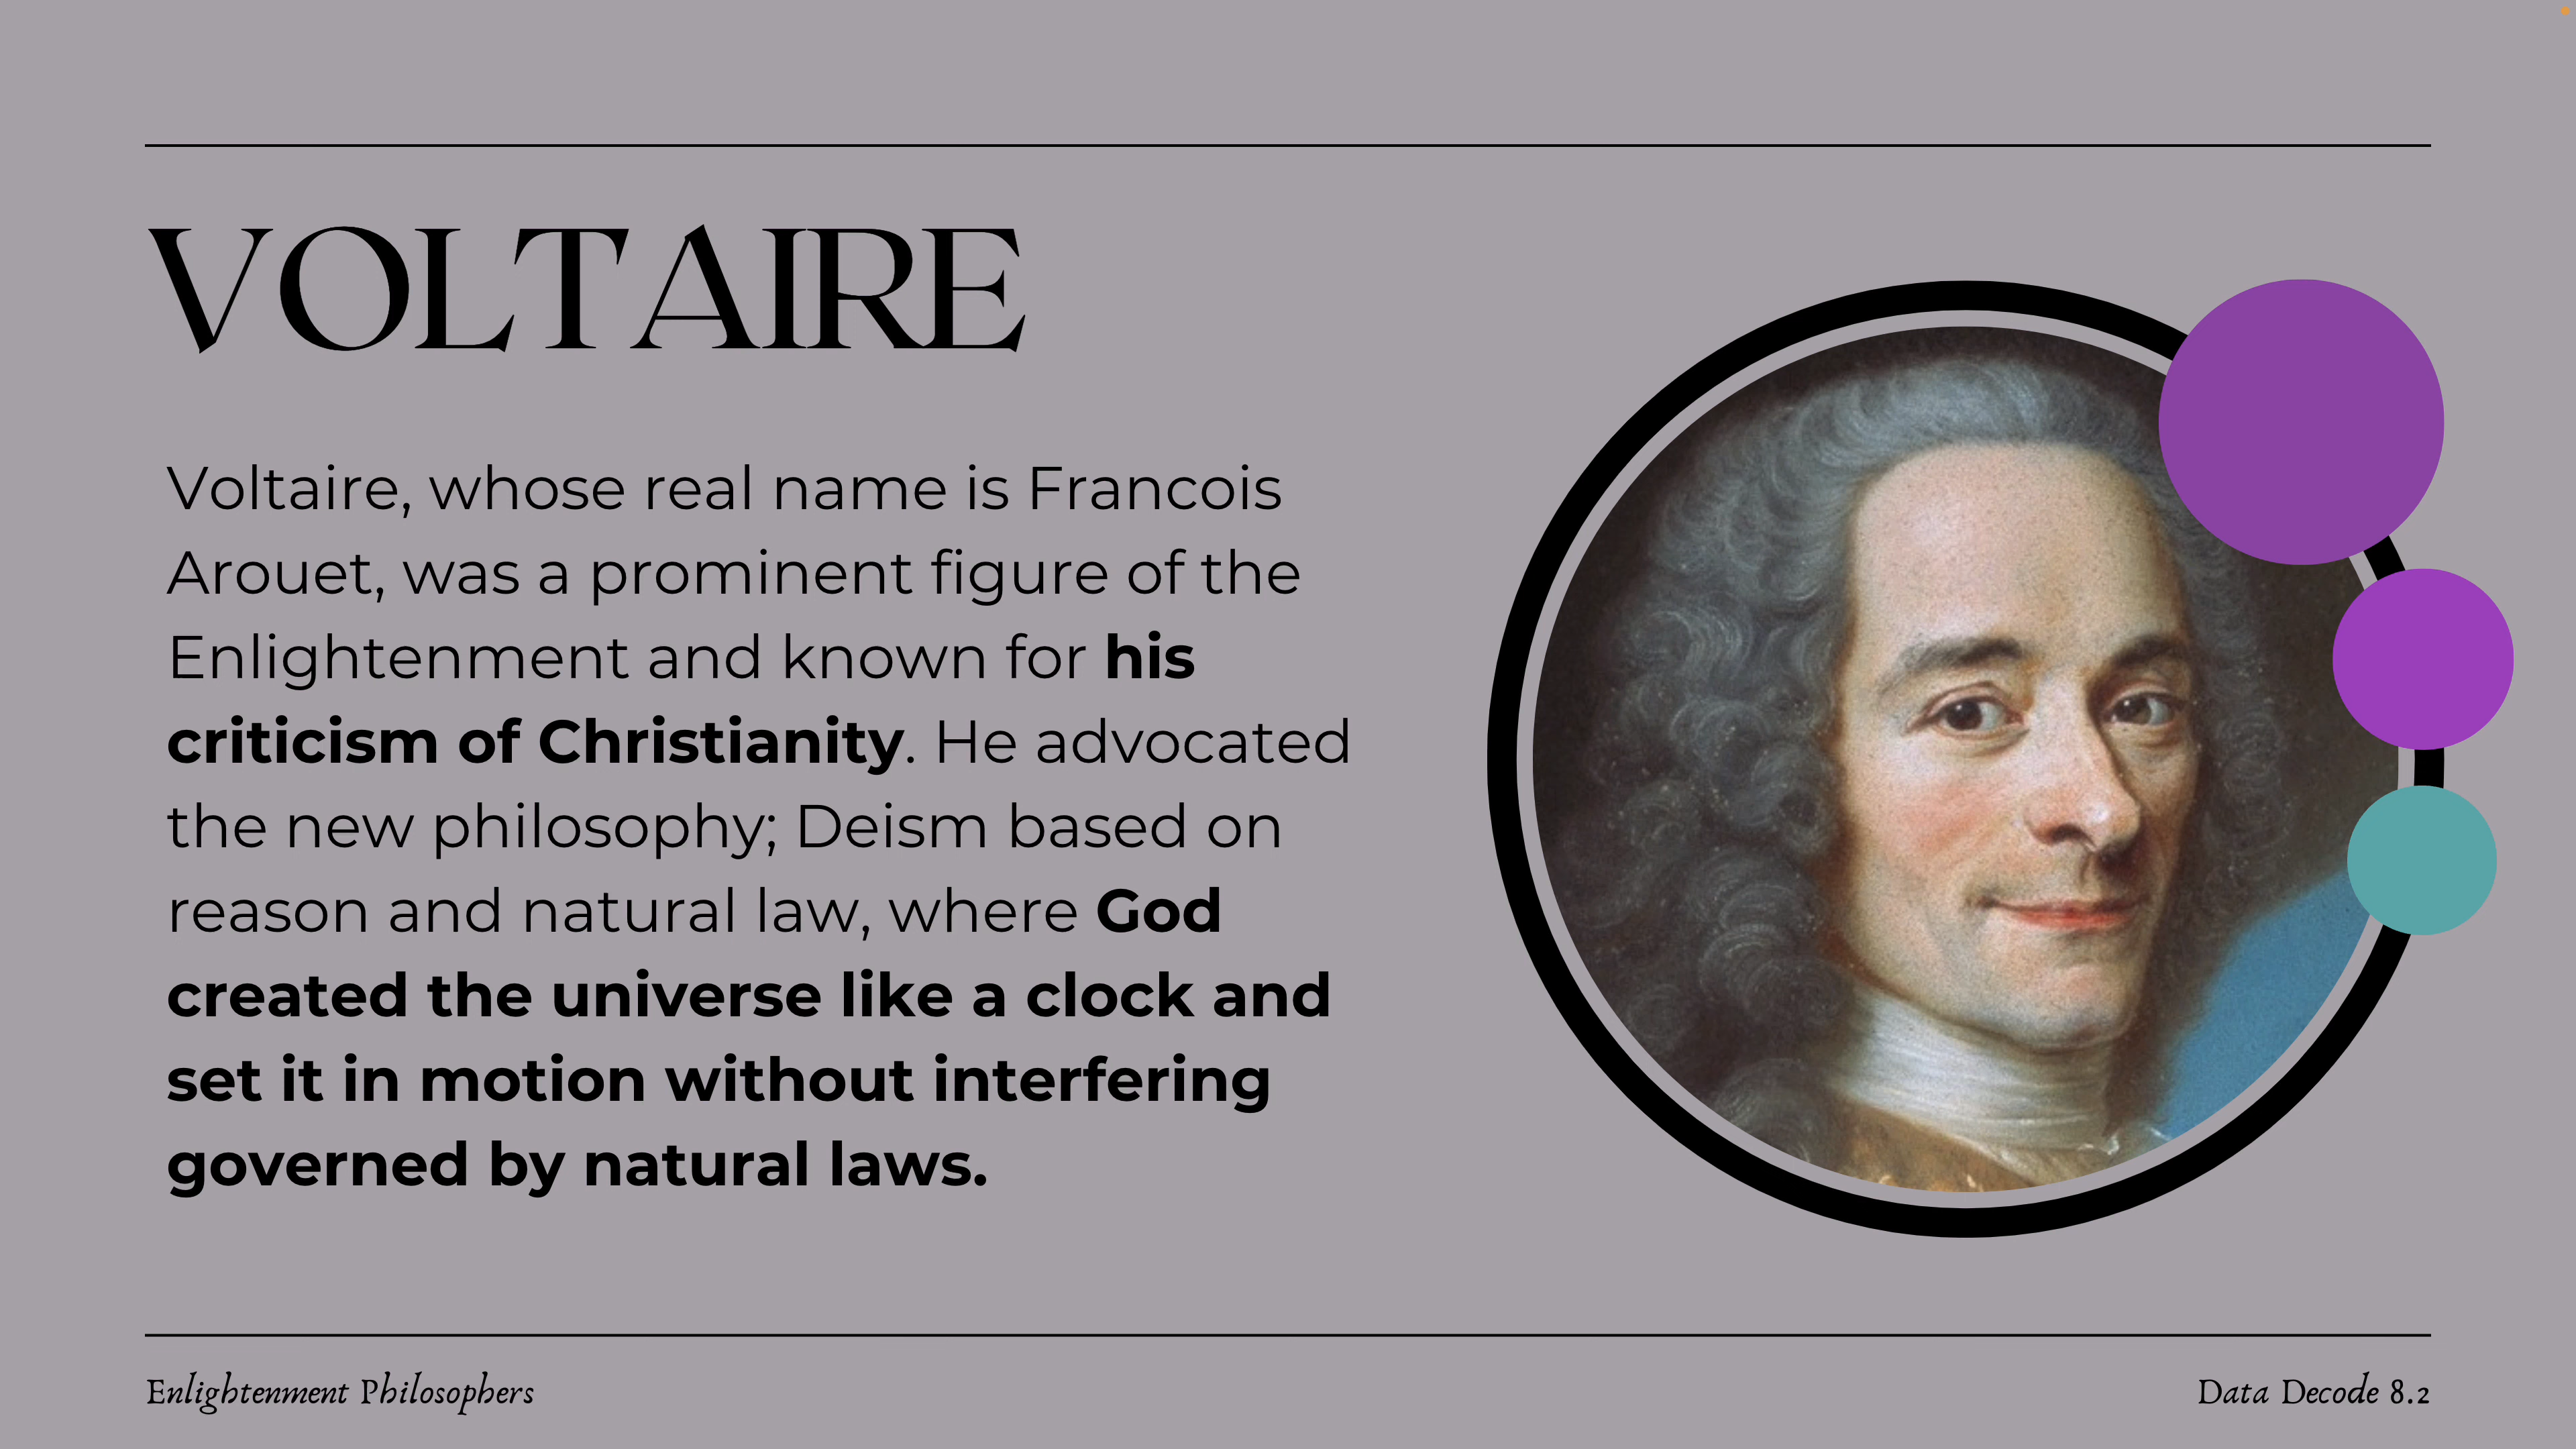 VOLTAIRE
Voltaire, whose real name is Francois
Arouet, was a prominent figure of the
Enlightenment and known for his
criticism of Christianity. He advocated
the new philosophy; Deism based on
reason and natural law, where God
created the universe like a clock and
set it in motion without interfering
governed by natural laws.
Enlightenment Philosophers
Data Decode 8.2